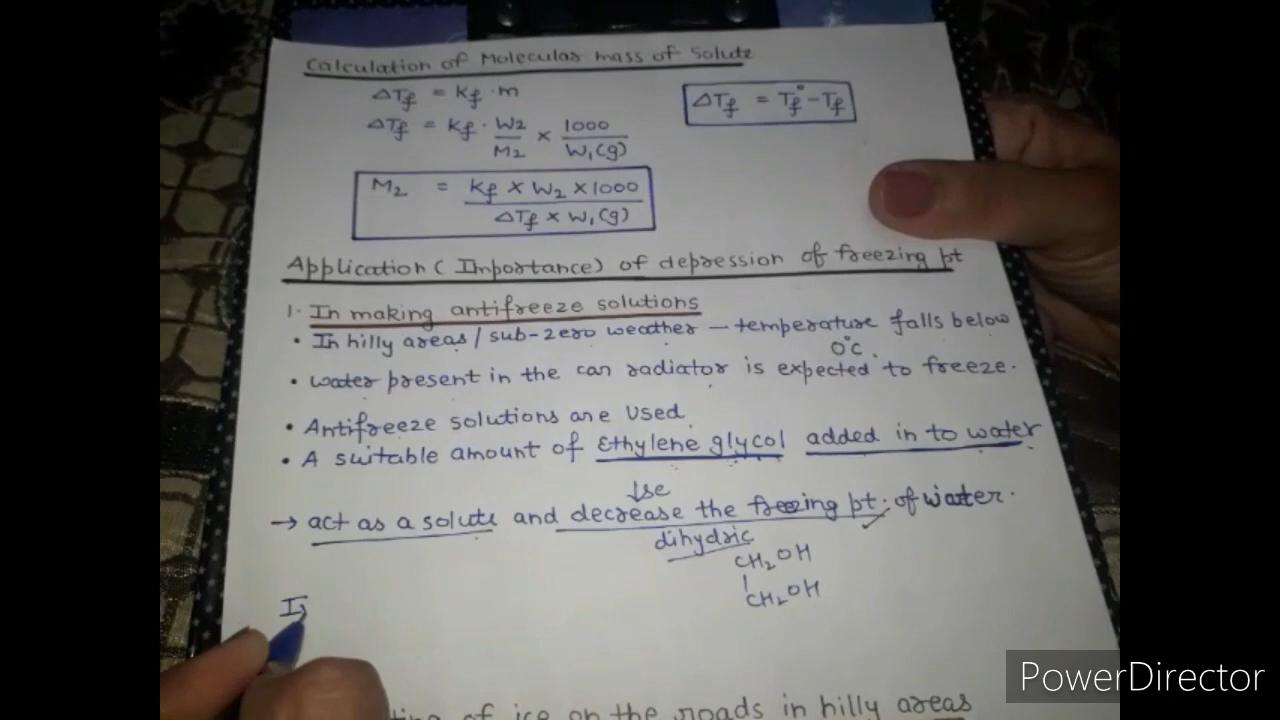 Calculation of Molecular mass of Solute
ΔTf = Kf · m
ΔTf = Tf° - Tf
ΔTf = Kf · W2/M2 × 1000/W1(g)
M2 = Kf × W2 × 1000 / ΔTf × W1(g)
Application (Importance) of depression of freezing pt
1. In making antifreeze solutions
• In hilly areas / sub-zero weather – temperature falls below
0°C.
• water present in the can radiator is expected to freeze.
• Antifreeze solutions are used.
• A suitable amount of Ethylene glycol added in to water
↓se
→ act as a solute and decrease the freezing pt. of water.
dihydric
CH2OH
|
CH2OH
of ice on the roads in hilly areas
PowerDirector